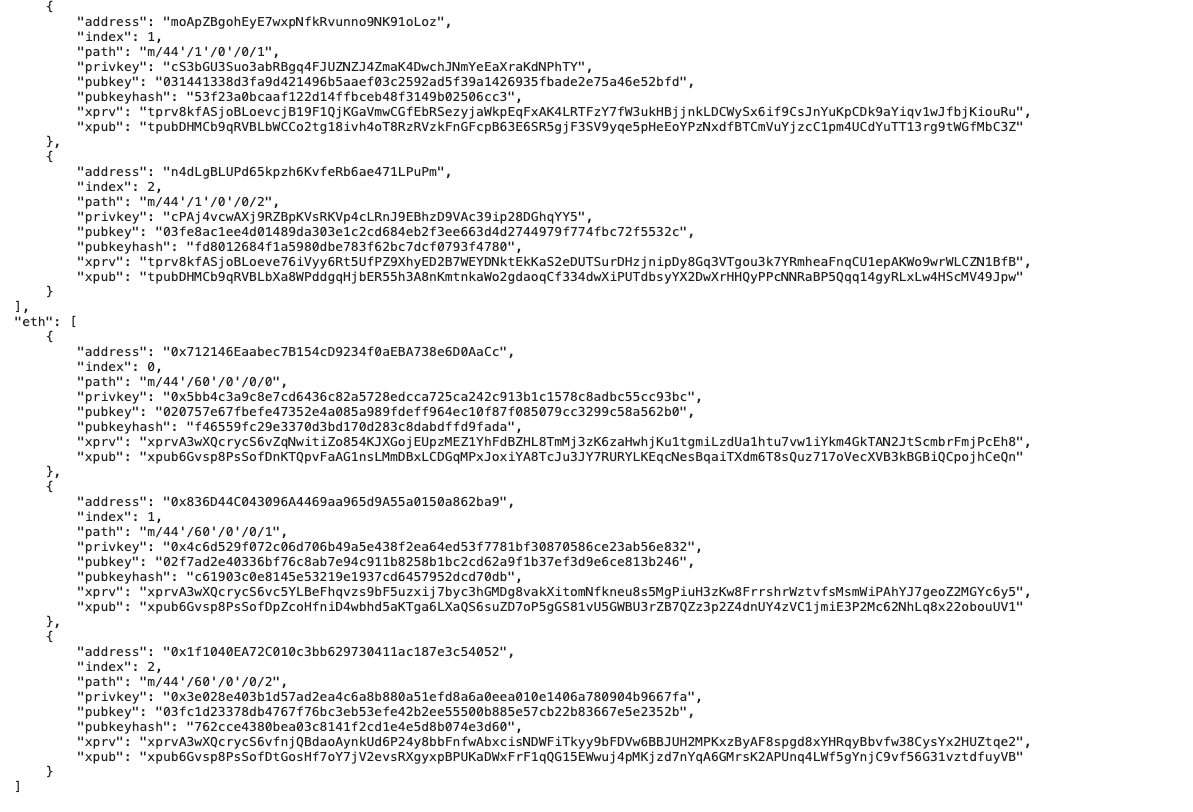 {
"address": "moApZBgohEyE7wxpNfkRvunno9NK91oLoz",
"index": 1,
"path": "m/44'/1'/0'/0/1",
"privkey": "cS3bGU3Suo3abRBgq4FJUZNZJ4ZmaK4DwchJNmYeEaXraKdNPhTY",
"pubkey": "031441338d3fa9d421496b5aaef03c2592ad5f39a1426935fbade2e75a46e52bfd",
"pubkeyhash": "53f23a0bcaaf122d14ffbceb48f3149b02506cc3",
"xprv": "tprv8kfASjoBLoevcjB19F1QjKGaVmwCGfEbRSezyjaWkpEqFxAK4LRTFzY7fW3ukHBjjnkLDCWySx6if9CsJnYuKpCDk9aYiqv1wJfbjKiouRu",
"xpub": "tpubDHMCb9qRVBLbWCCo2tg18ivh4oT8RzRVzkFnGFcpB63E6SR5gjF3SV9yqe5pHeEoYPzNxdfBTCmVuYjzcC1pm4UCdYuTT13rg9tWGfMbC3Z"
},
{
"address": "n4dLgBLUPd65kpzh6KvfeRb6ae471LPuPm",
"index": 2,
"path": "m/44'/1'/0'/0/2",
"privkey": "cPAj4vcwAXj9RZBpKVsRKVp4cLRnJ9EBhzD9VAc39ip28DGhqYY5",
"pubkey": "03fe8ac1ee4d01489da303e1c2cd684eb2f3ee663d4d2744979f774fbc72f5532c",
"pubkeyhash": "fd8012684f1a5980dbe783f62bc7dcf0793f4780",
"xprv": "tprv8kfASjoBLoeve76iVyy6Rt5UfPZ9XhyED2B7WEYDNktEkKaS2eDUTSurDHzjnipDy8Gq3VTgou3k7YRmheaFnqCU1epAKWo9wrWLCZN1BfB",
"xpub": "tpubDHMCb9qRVBLbXa8WPddgqHjbER55h3A8nKmtnkaWo2gdaoqCf334dwXiPUTdbsyYX2DwXrHHQyPPcNNRaBP5Qqq14gyRLxLw4HScMV49Jpw"
}
],
"eth": [
{
"address": "0x712146Eaabec7B154cD9234f0aEBA738e6D0AaCc",
"index": 0,
"path": "m/44'/60'/0'/0/0",
"privkey": "0x5bb4c3a9c8e7cd6436c82a5728edcca725ca242c913b1c1578c8adbc55cc93bc",
"pubkey": "020757e67fbefe47352e4a085a989fdeff964ec10f87f085079cc3299c58a562b0",
"pubkeyhash": "f46559fc29e3370d3bd170d283c8dabdffd9fada",
"xprv": "xprvA3wXQcrycS6vZqNwitiZo854KJXGojEUpzMEZ1YhFdBZHL8TmMj3zK6zaHwhjKu1tgmiLzdUa1htu7vw1iYkm4GkTAN2JtScmbrFmjPcEh8",
"xpub": "xpub6Gvsp8PsSofDnKTQpvFaAG1nsLMmDBxLCDGqMPxJoxiYA8TcJu3JY7RURYLKEqcNesBqaiTXdm6T8sQuz717oVecXVB3kBGBiQCpojhCeQn"
},
{
"address": "0x836D44C043096A4469aa965d9A55a0150a862ba9",
"index": 1,
"path": "m/44'/60'/0'/0/1",
"privkey": "0x4c6d529f072c06d706b49a5e438f2ea64ed53f7781bf30870586ce23ab56e832",
"pubkey": "02f7ad2e40336bf76c8ab7e94c911b8258b1bc2cd62a9f1b37ef3d9e6ce813b246",
"pubkeyhash": "c61903c0e8145e53219e1937cd6457952dcd70db",
"xprv": "xprvA3wXQcrycS6vc5YLBeFhqvzs9bF5uzxij7byc3hGMDg8vakXitomNfkneu8s5MgPiuH3zKw8FrrshrWztvfsMsmWiPAhYJ7geoZ2MGYc6y5",
"xpub": "xpub6Gvsp8PsSofDpZcoHfniD4wbhd5aKTga6LXaQS6suZD7oP5gGS81vU5GWBU3rZB7QZz3p2Z4dnUY4zVC1jmiE3P2Mc62NhLq8x22obouUV1"
},
{
"address": "0x1f1040EA72C010c3bb629730411ac187e3c54052",
"index": 2,
"path": "m/44'/60'/0'/0/2",
"privkey": "0x3e028e403b1d57ad2ea4c6a8b880a51efd8a6a0eea010e1406a780904b9667fa",
"pubkey": "03fc1d23378db4767f76bc3eb53efe42b2ee55500b885e57cb22b83667e5e2352b",
"pubkeyhash": "762cce4380bea03c8141f2cd1e4e5d8b074e3d60",
"xprv": "xprvA3wXQcrycS6vfnjQBdaoAynkUd6P24y8bbFnfwAbxcisNDWFiTkyy9bFDVw6BBJUH2MPKxzByAF8spgd8xYHRqyBbvfw38CysYx2HUZtqe2",
"xpub": "xpub6Gvsp8PsSofDtGosHf7oY7jV2evsRXgyxpBPUKaDWxFrF1qQG15EWwuj4pMKjzd7nYqA6GMrsK2APUnq4LWf5gYnjC9vf56G31vztdfuyVB"
}
]